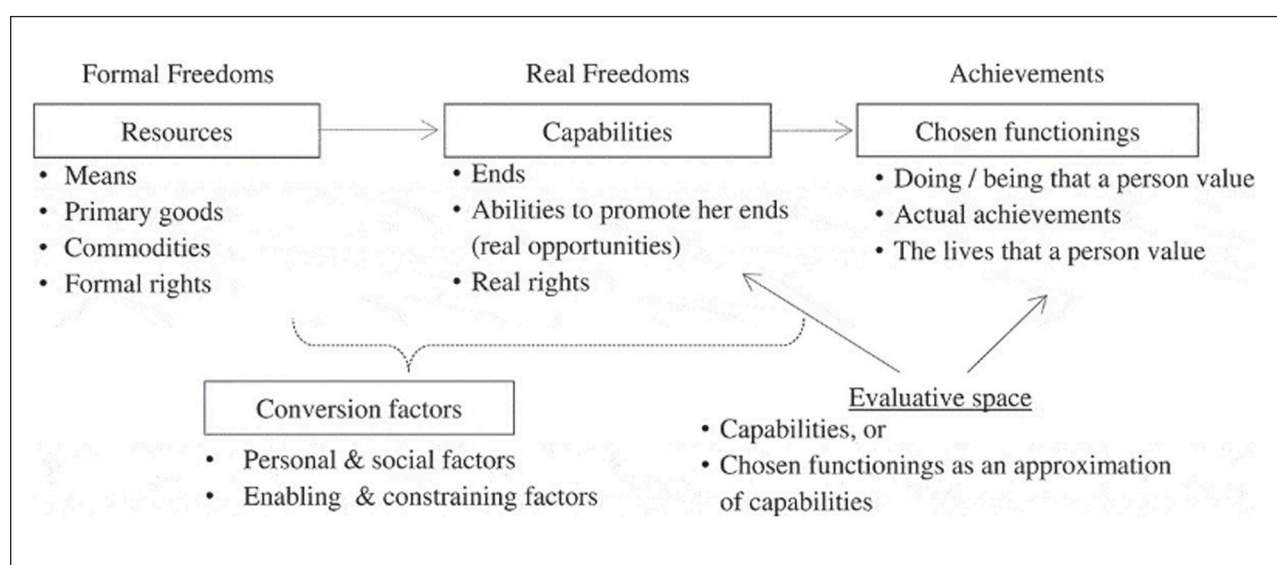 Formal Freedoms
Resources
• Means
• Primary goods
• Commodities
• Formal rights
Real Freedoms
Capabilities
• Ends
• Abilities to promote her ends
(real opportunities)
• Real rights
Achievements
Chosen functionings
• Doing / being that a person value
• Actual achievements
• The lives that a person value
Conversion factors
• Personal & social factors
• Enabling & constraining factors
Evaluative space
• Capabilities, or
• Chosen functionings as an approximation
of capabilities